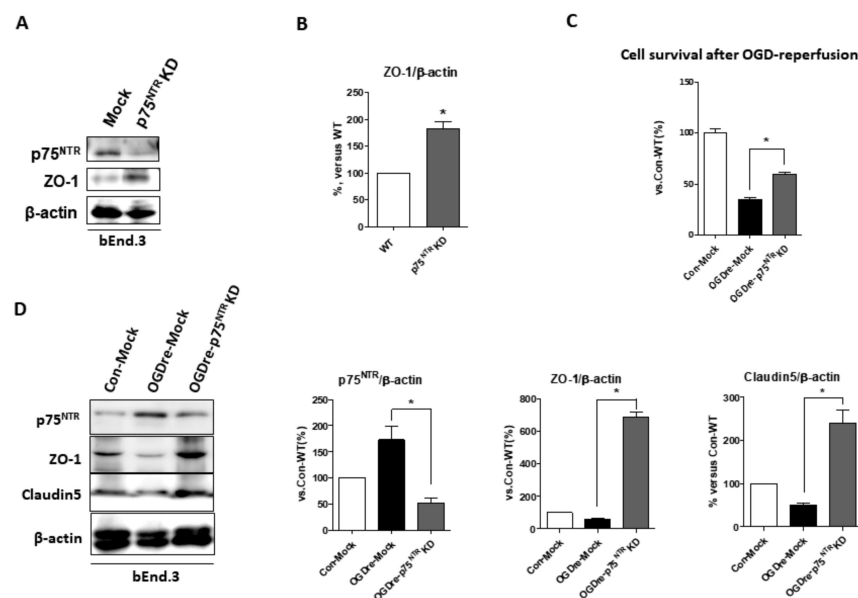 A
Mock
p75NTR KD
p75NTR
ZO-1
β-actin
bEnd.3
B
ZO-1/β-actin
%, versus WT
250
200
150
100
50
0
*
WT
p75NTR KD
C
Cell survival after OGD-reperfusion
vs.Con-WT(%)
150
100
50
0
*
Con-Mock
OGDre-Mock
OGDre-p75NTR KD
D
Con-Mock
OGDre-Mock
OGDre-p75NTR KD
p75NTR
ZO-1
Claudin5
β-actin
bEnd.3
p75NTR/β-actin
vs.Con-WT(%)
250
200
150
100
50
0
*
Con-Mock
OGDre-Mock
OGDre-p75NTR KD
ZO-1/β-actin
vs.Con-WT(%)
800
600
400
200
0
*
Con-Mock
OGDre-Mock
OGDre-p75NTR KD
Claudin5/β-actin
% versus Con-WT
300
200
100
0
*
Con-Mock
OGDre-Mock
OGDre-p75NTR KD